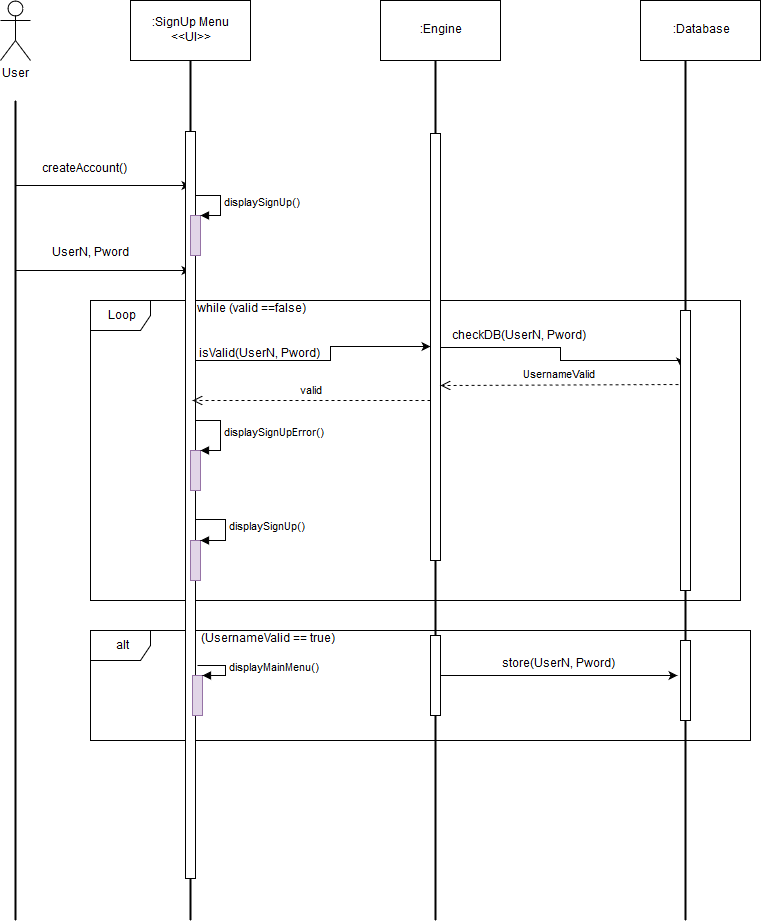 :SignUp Menu
<<UI>>
:Engine
:Database
User
createAccount()
displaySignUp()
UserN, Pword
Loop
while (valid ==false)
checkDB(UserN, Pword)
isValid(UserN, Pword)
UsernameValid
valid
displaySignUpError()
displaySignUp()
alt
(UsernameValid == true)
displayMainMenu()
store(UserN, Pword)